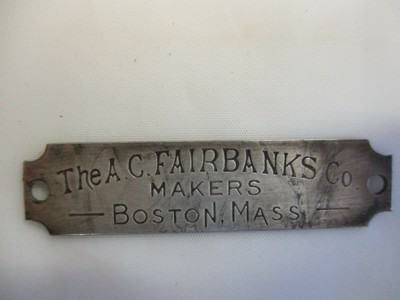 The A.C. FAIRBANKS Co
MAKERS
— BOSTON, MASS —